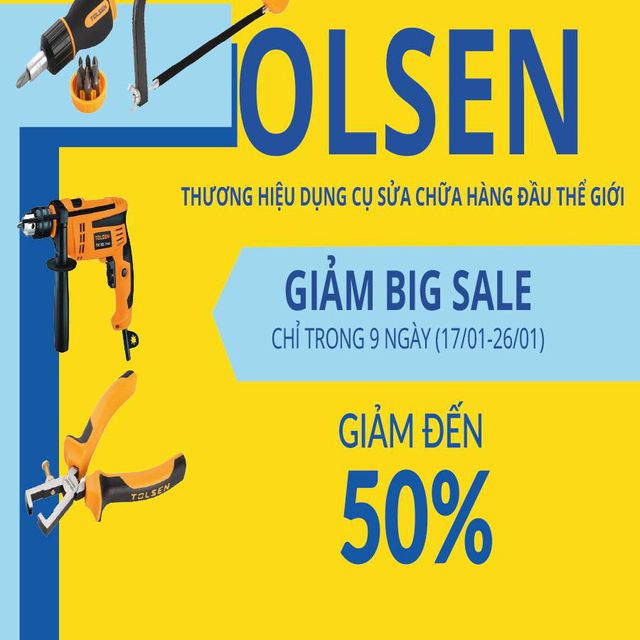 TOLSEN
OLSEN
THƯƠNG HIỆU DỤNG CỤ SỬA CHỮA HÀNG ĐẦU THẾ GIỚI
TOLSEN
GIẢM BIG SALE
CHỈ TRONG 9 NGÀY (17/01-26/01)
GIẢM ĐẾN
50%
TOLSEN